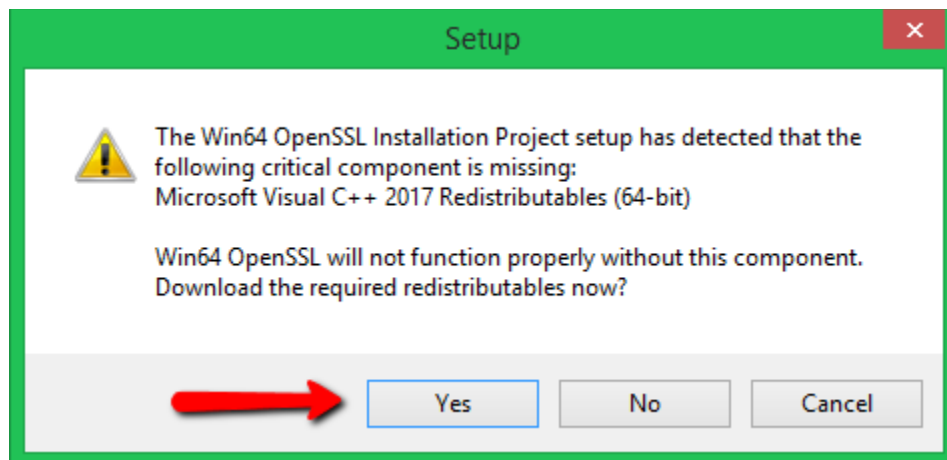 Setup
The Win64 OpenSSL Installation Project setup has detected that the
following critical component is missing:
Microsoft Visual C++ 2017 Redistributables (64-bit)
Win64 OpenSSL will not function properly without this component.
Download the required redistributables now?
Yes No Cancel